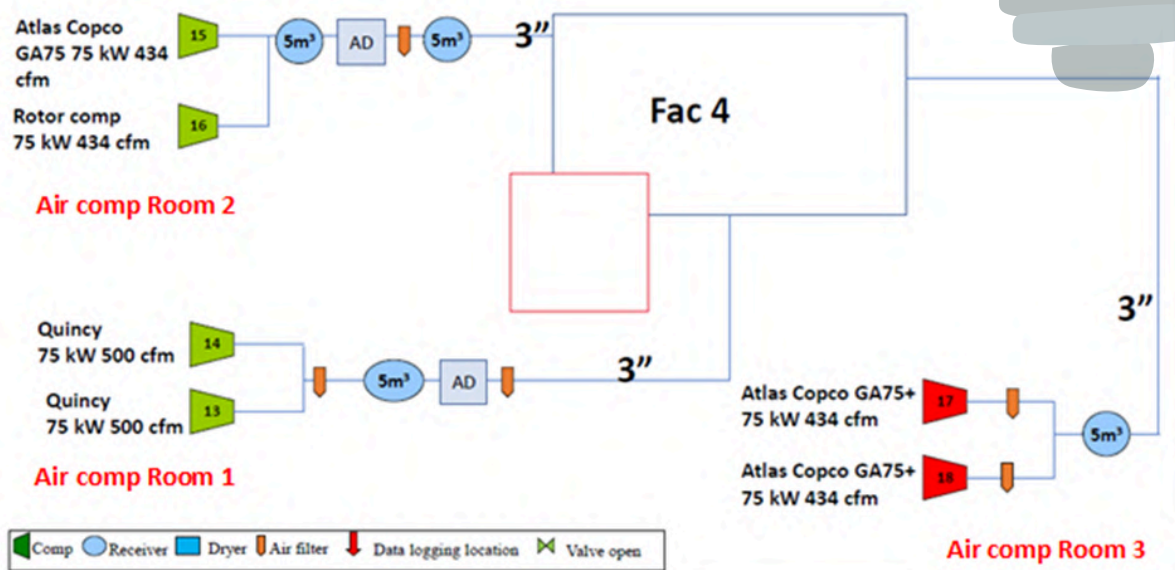 Atlas Copco
GA75 75 kW 434
cfm
15
5m³
AD
5m³
3”
Rotor comp
75 kW 434 cfm
16
Air comp Room 2
Fac 4
Quincy
75 kW 500 cfm
14
5m³
AD
3”
Quincy
75 kW 500 cfm
13
Air comp Room 1
3”
Atlas Copco GA75+
75 kW 434 cfm
17
5m³
Atlas Copco GA75+
75 kW 434 cfm
18
Air comp Room 3
Comp Receiver Dryer Air filter Data logging location Valve open